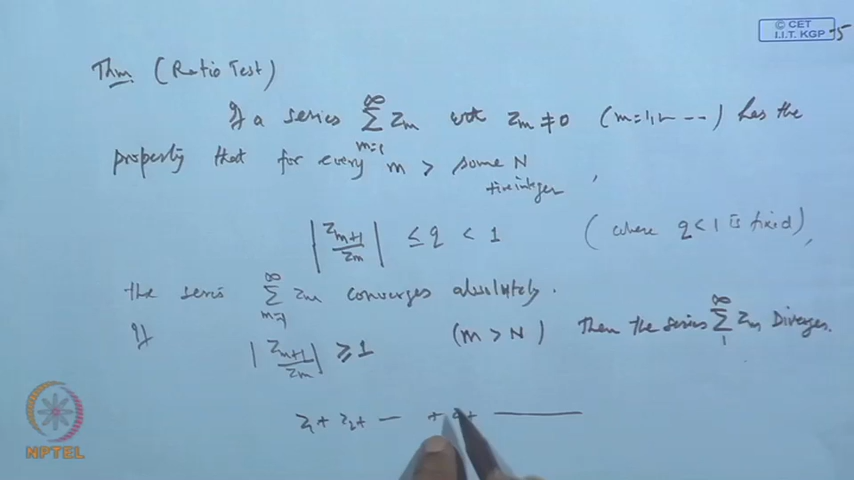 © CET
I.I.T. KGP
-5
Thm. (Ratio Test)
If a series ∑_{m=1}^{∞} z_m with z_m ≠ 0 (m=1,2, ---) has the
property that for every m > some N
+ive integer,
|z_{m+1}/z_m| ≤ q < 1 (where q<1 is fixed),
the series ∑_{m=1}^{∞} z_m converges absolutely.
If |z_{m+1}/z_m| ≥ 1 (m > N) Then the series ∑_{1}^{∞} z_m Diverges.
z_1 + z_2 + — +
NPTEL